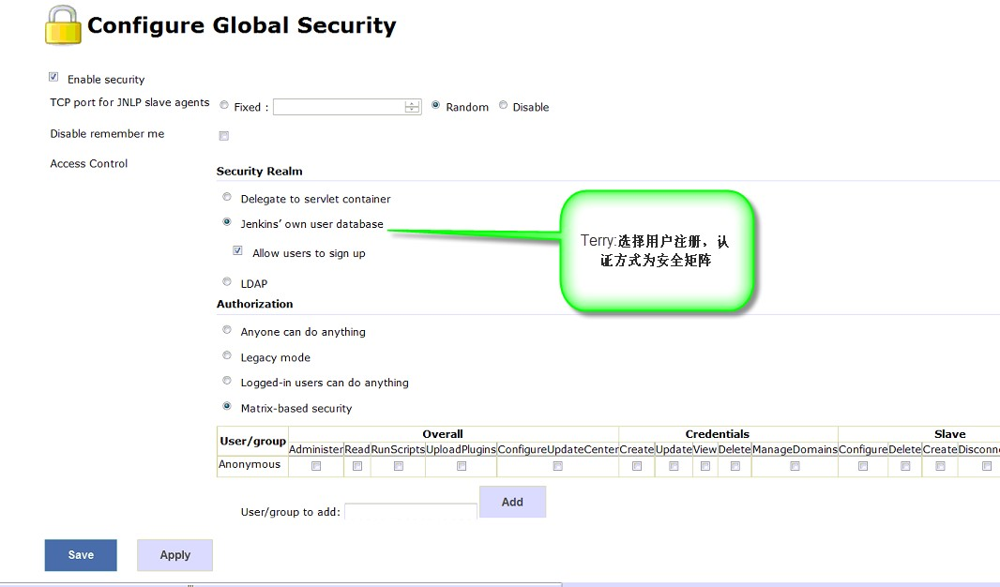 Configure Global Security
Enable security
TCP port for JNLP slave agents
Fixed :
Random
Disable
Disable remember me
Access Control
Security Realm
Delegate to servlet container
Jenkins’ own user database
Allow users to sign up
LDAP
Terry:选择用户注册，认
证方式为安全矩阵
Authorization
Anyone can do anything
Legacy mode
Logged-in users can do anything
Matrix-based security
User/group Overall Credentials Slave
Administer Read RunScripts UploadPlugins ConfigureUpdateCenter Create Update View Delete ManageDomains Configure Delete Create Disconne
Anonymous
User/group to add:
Add
Save
Apply